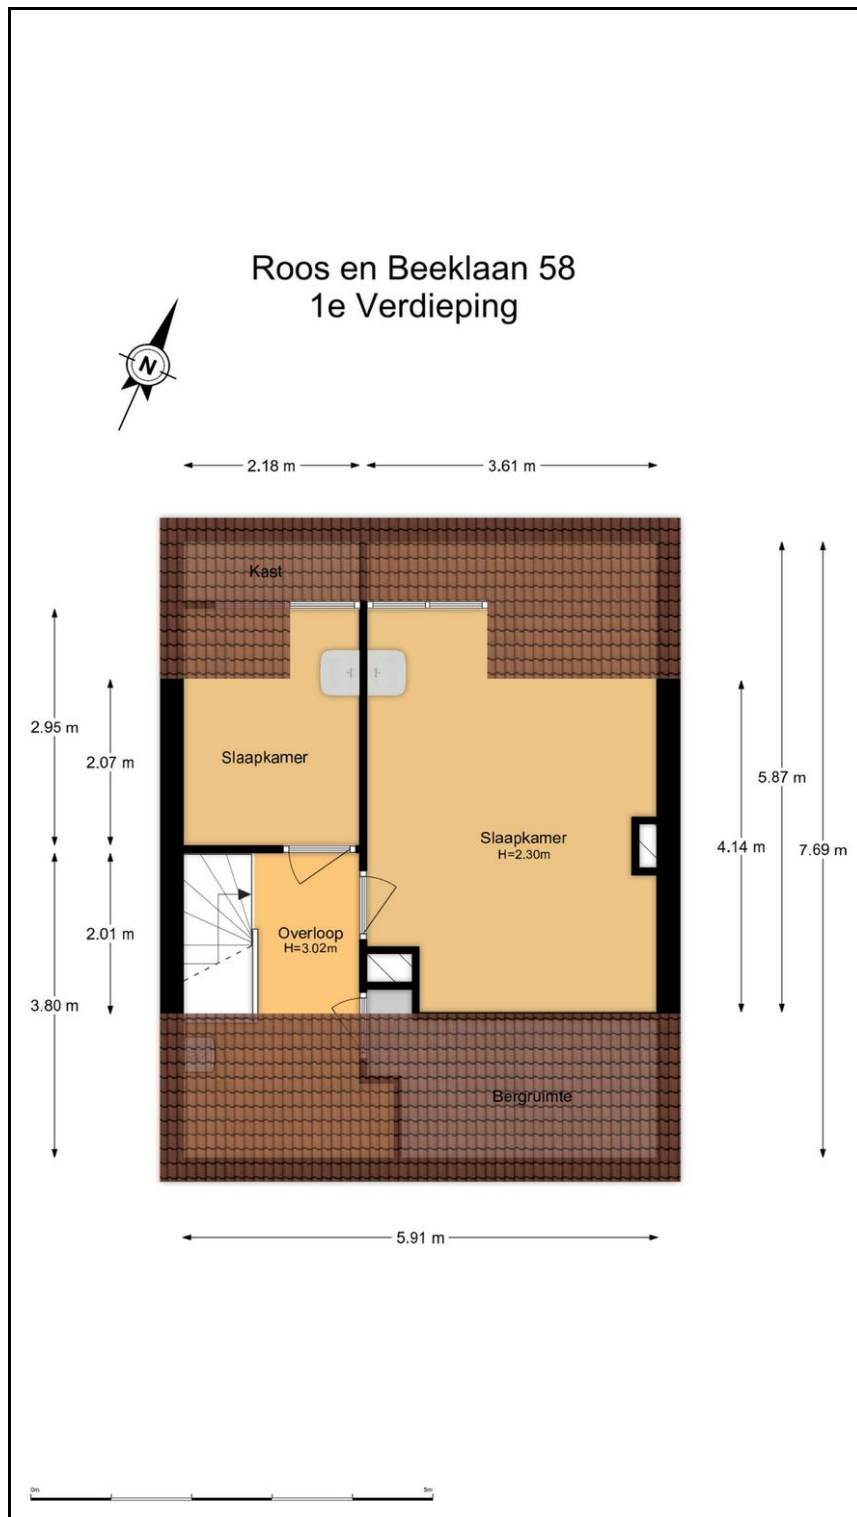 Roos en Beeklaan 58
1e Verdieping
N
2.18 m
3.61 m
Kast
2.95 m
2.07 m
Slaapkamer
5.87 m
Slaapkamer
H=2.30m
4.14 m
7.69 m
2.01 m
Overloop
H=3.02m
3.80 m
Bergruimte
5.91 m
0m
5m